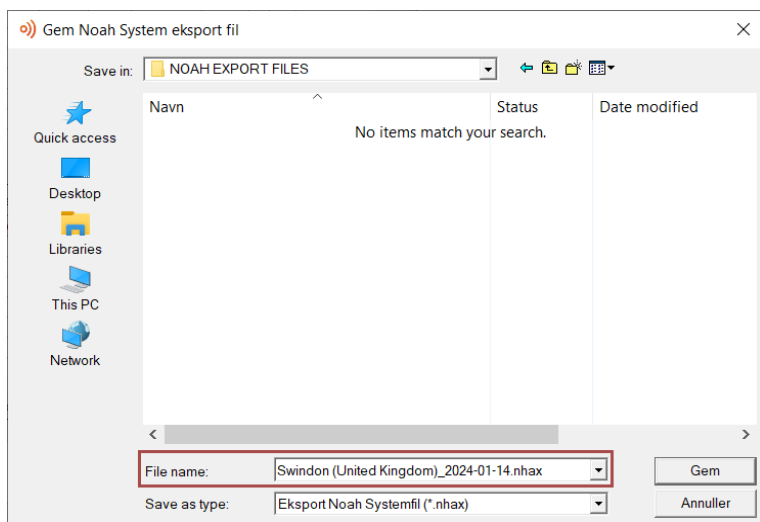 Gem Noah System eksport fil
Save in: NOAH EXPORT FILES
Navn Status Date modified
No items match your search.
Quick access
Desktop
Libraries
This PC
Network
File name: Swindon (United Kingdom)_2024-01-14.nhax Gem
Save as type: Eksport Noah Systemfil (*.nhax) Annuller